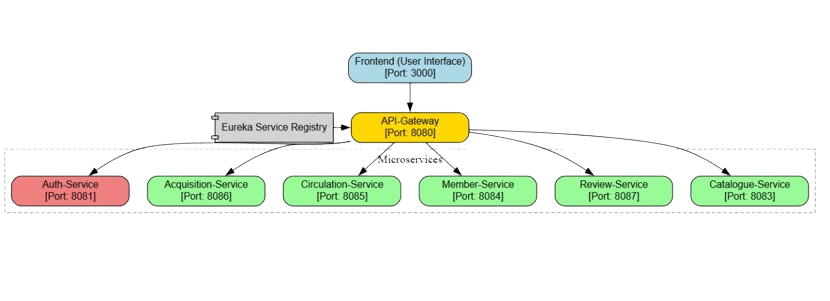 Frontend (User Interface)
[Port: 3000]
Eureka Service Registry
API-Gateway
[Port: 8080]
Microservices
Auth-Service
[Port: 8081]
Acquisition-Service
[Port: 8086]
Circulation-Service
[Port: 8085]
Member-Service
[Port: 8084]
Review-Service
[Port: 8087]
Catalogue-Service
[Port: 8083]